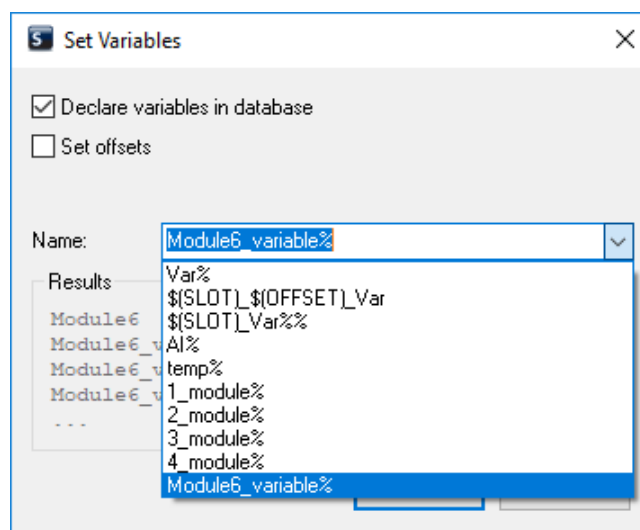 S Set Variables
Declare variables in database
Set offsets
Name: Module6_variable%
Results
Var%
$(SLOT)_$(OFFSET)_Var
Module6 $(SLOT)_Var%%
Module6_v AI%
Module6_v temp%
Module6_v 1_module%
... 2_module%
3_module%
4_module%
Module6_variable%